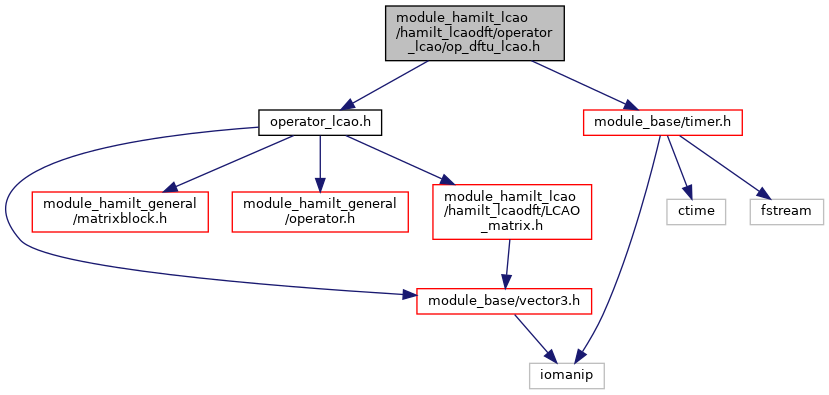 module_hamilt_lcao
/hamilt_lcaodft/operator
_lcao/op_dftu_lcao.h
operator_lcao.h
module_base/timer.h
module_hamilt_general
/matrixblock.h
module_hamilt_general
/operator.h
module_hamilt_lcao
/hamilt_lcaodft/LCAO
_matrix.h
ctime
fstream
module_base/vector3.h
iomanip